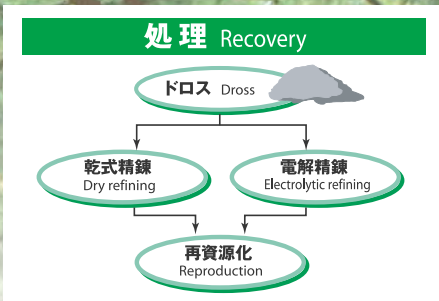 処理 Recovery
ドロス Dross
乾式精錬
Dry refining
電解精錬
Electrolytic refining
再資源化
Reproduction